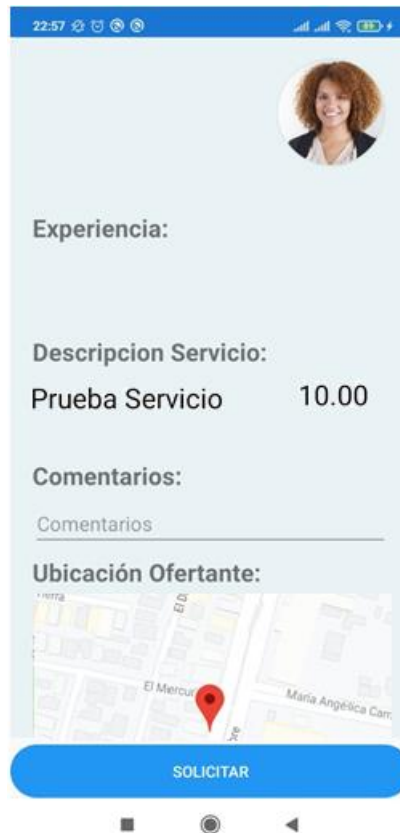 22:57
Experiencia:
Descripcion Servicio:
Prueba Servicio 10.00
Comentarios:
Comentarios
Ubicación Ofertante:
El Mercur
María Angélica Carr
SOLICITAR